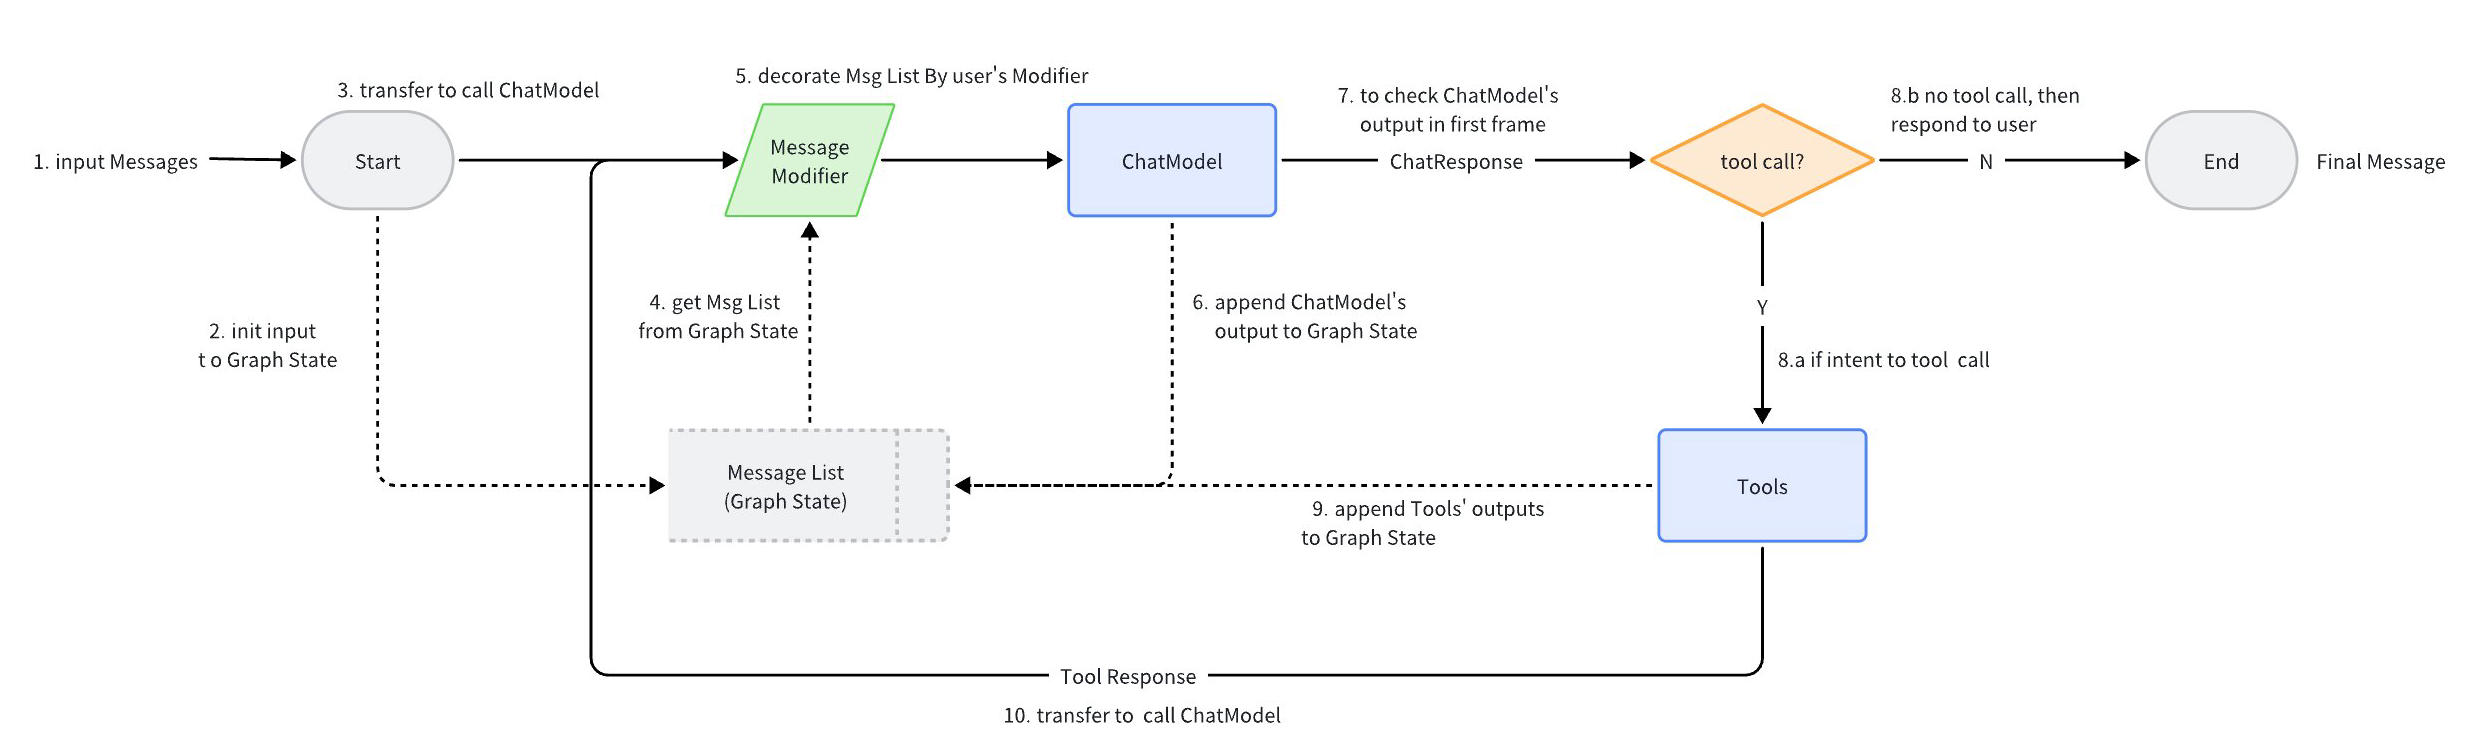 3. transfer to call ChatModel
5. decorate Msg List By user's Modifier
7. to check ChatModel's
output in first frame
8.b no tool call, then
respond to user
1. input Messages
Start
Message
Modifier
ChatModel
ChatResponse
tool call?
N
End
Final Message
2. init input
t o Graph State
4. get Msg List
from Graph State
6. append ChatModel's
output to Graph State
Y
8.a if intent to tool  call
Message List
(Graph State)
9. append Tools' outputs
to Graph State
Tools
Tool Response
10. transfer to  call ChatModel